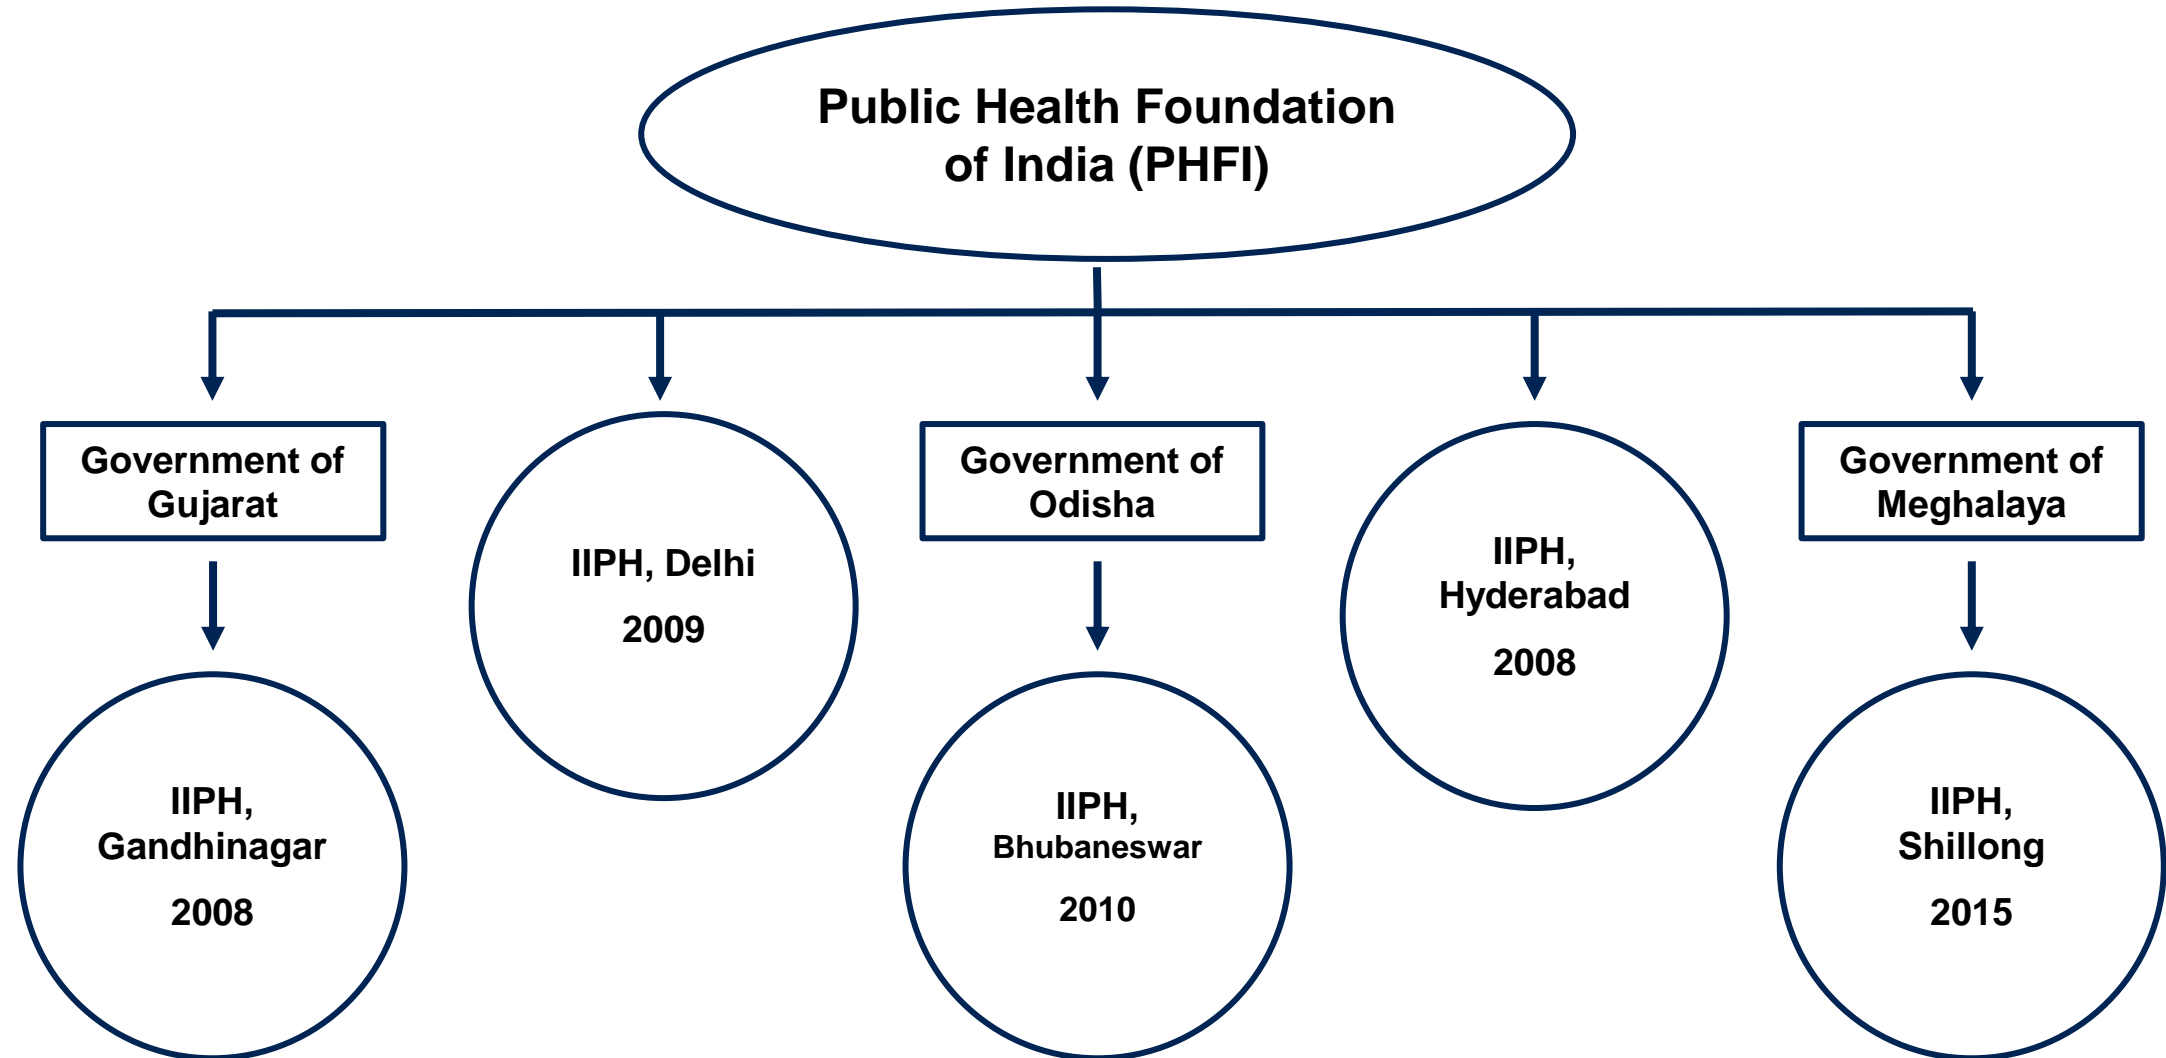 Public Health Foundation
of India (PHFI)
Government of
Gujarat
IIPH, Delhi
2009
Government of
Odisha
IIPH,
Hyderabad
2008
Government of
Meghalaya
IIPH,
Gandhinagar
2008
IIPH,
Bhubaneswar
2010
IIPH,
Shillong
2015